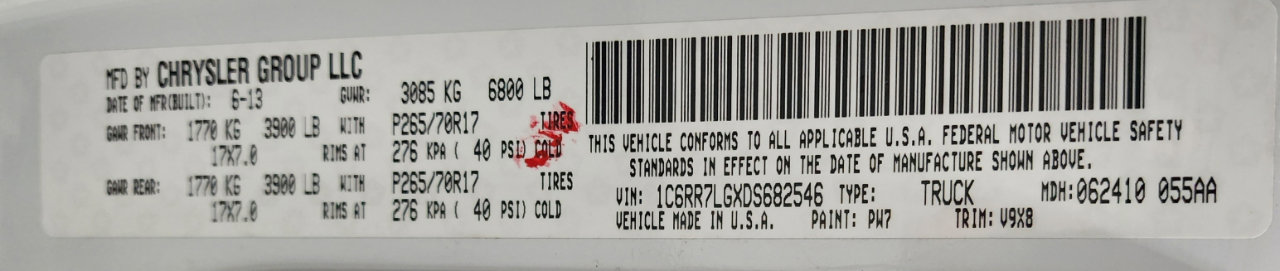 MFD BY CHRYSLER GROUP LLC
DATE OF MFR(BUILT): 6-13 GVWR: 3085 KG 6800 LB
GAWR FRONT: 1770 KG 3900 LB WITH P265/70R17 TIRES
17X7.0 RIMS AT 276 KPA ( 40 PSI) COLD
GAWR REAR: 1770 KG 3900 LB WITH P265/70R17 TIRES
17X7.0 RIMS AT 276 KPA ( 40 PSI) COLD
THIS VEHICLE CONFORMS TO ALL APPLICABLE U.S.A. FEDERAL MOTOR VEHICLE SAFETY
STANDARDS IN EFFECT ON THE DATE OF MANUFACTURE SHOWN ABOVE.
VIN: 1C6RR7LGXDS682546 TYPE: TRUCK MDH:062410 055AA
VEHICLE MADE IN U.S.A. PAINT: PW7 TRIM: V9X8